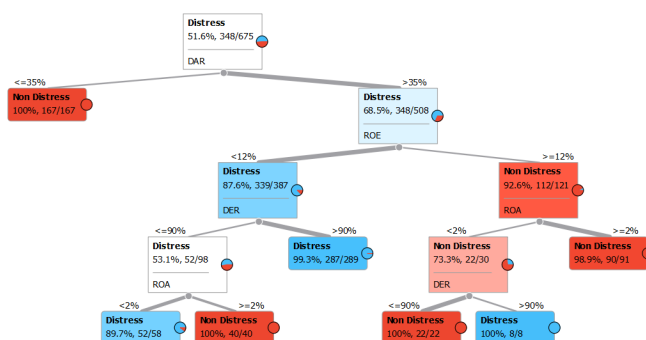 Distress
51.6%, 348/675
DAR
<=35%
>35%
Non Distress
100%, 167/167
Distress
68.5%, 348/508
ROE
<12%
>=12%
Distress
87.6%, 339/387
DER
Non Distress
92.6%, 112/121
ROA
<=90%
>90%
<2%
>=2%
Distress
53.1%, 52/98
ROA
Distress
99.3%, 287/289
Non Distress
73.3%, 22/30
DER
Non Distress
98.9%, 90/91
<2%
>=2%
<=90%
>90%
Distress
89.7%, 52/58
Non Distress
100%, 40/40
Non Distress
100%, 22/22
Distress
100%, 8/8